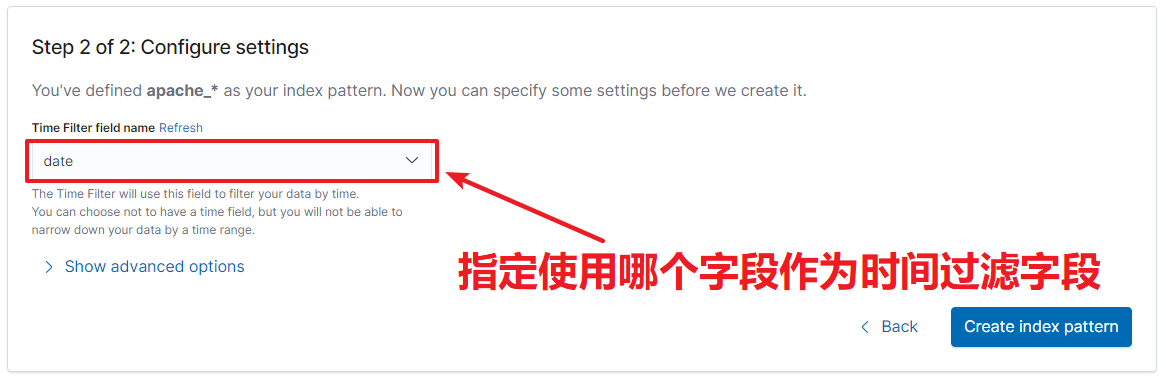 Step 2 of 2: Configure settings
You've defined apache_* as your index pattern. Now you can specify some settings before we create it.
Time Filter field name Refresh
date
The Time Filter will use this field to filter your data by time.
You can choose not to have a time field, but you will not be able to
narrow down your data by a time range.
Show advanced options
指定使用哪个字段作为时间过滤字段
Back
Create index pattern